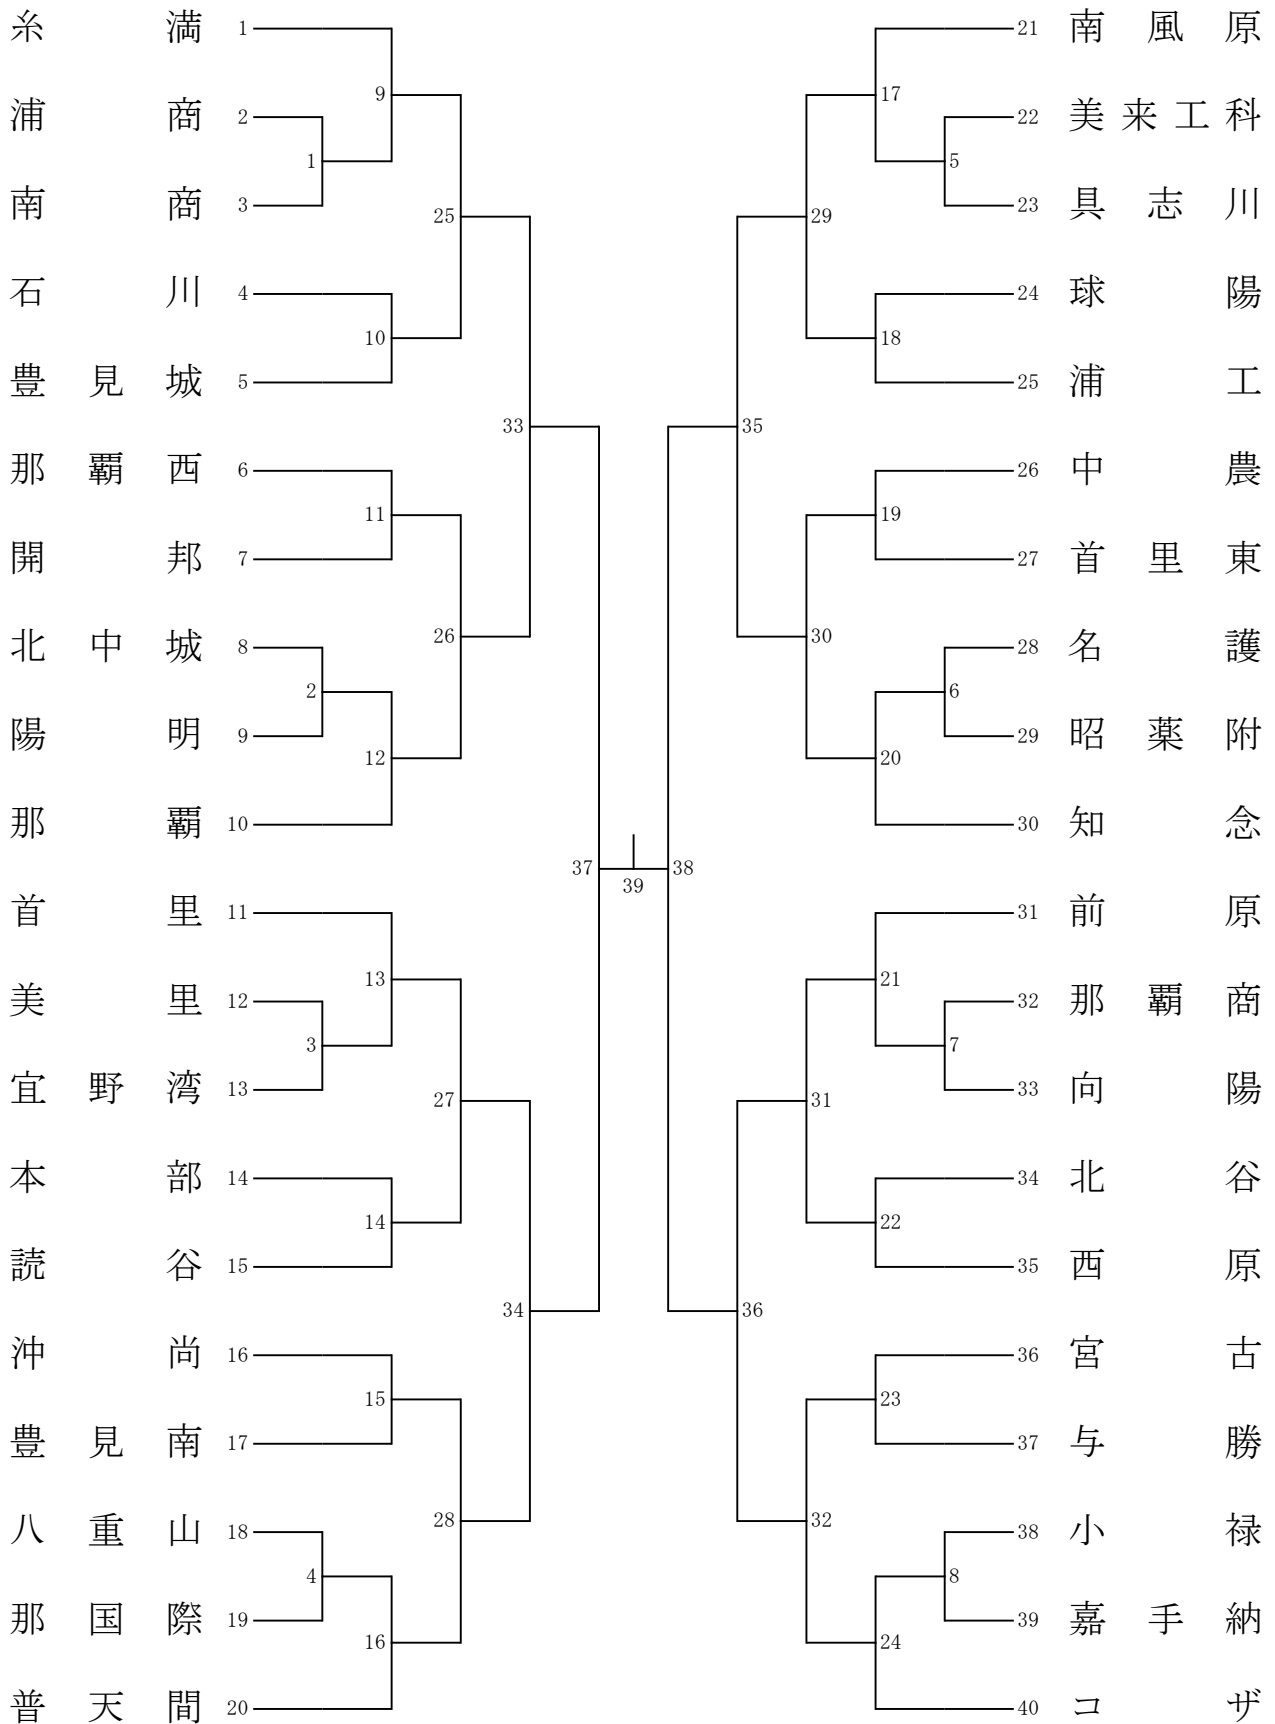 糸満 1
9
浦商 2
1
南商 3
25
石川 4
10
豊見城 5
33
那覇西 6
11
開邦 7
26
北中城 8
2
陽明 9
12
那覇 10
37
39
首里 11
13
美里 12
3
宜野湾 13
27
本部 14
14
読谷 15
34
沖尚 16
15
豊見南 17
28
八重山 18
4
那国際 19
16
普天間 20
21 南風原
17
22 美来工科
5
23 具志川
29
24 球陽
18
25 浦工
35
26 中農
19
27 首里東
30
28 名護
6
29 昭薬附
20
30 知念
38
31 前原
21
32 那覇商
7
33 向陽
31
34 北谷
22
35 西原
36
36 宮古
23
37 与勝
32
38 小禄
8
39 嘉手納
24
40 コザ